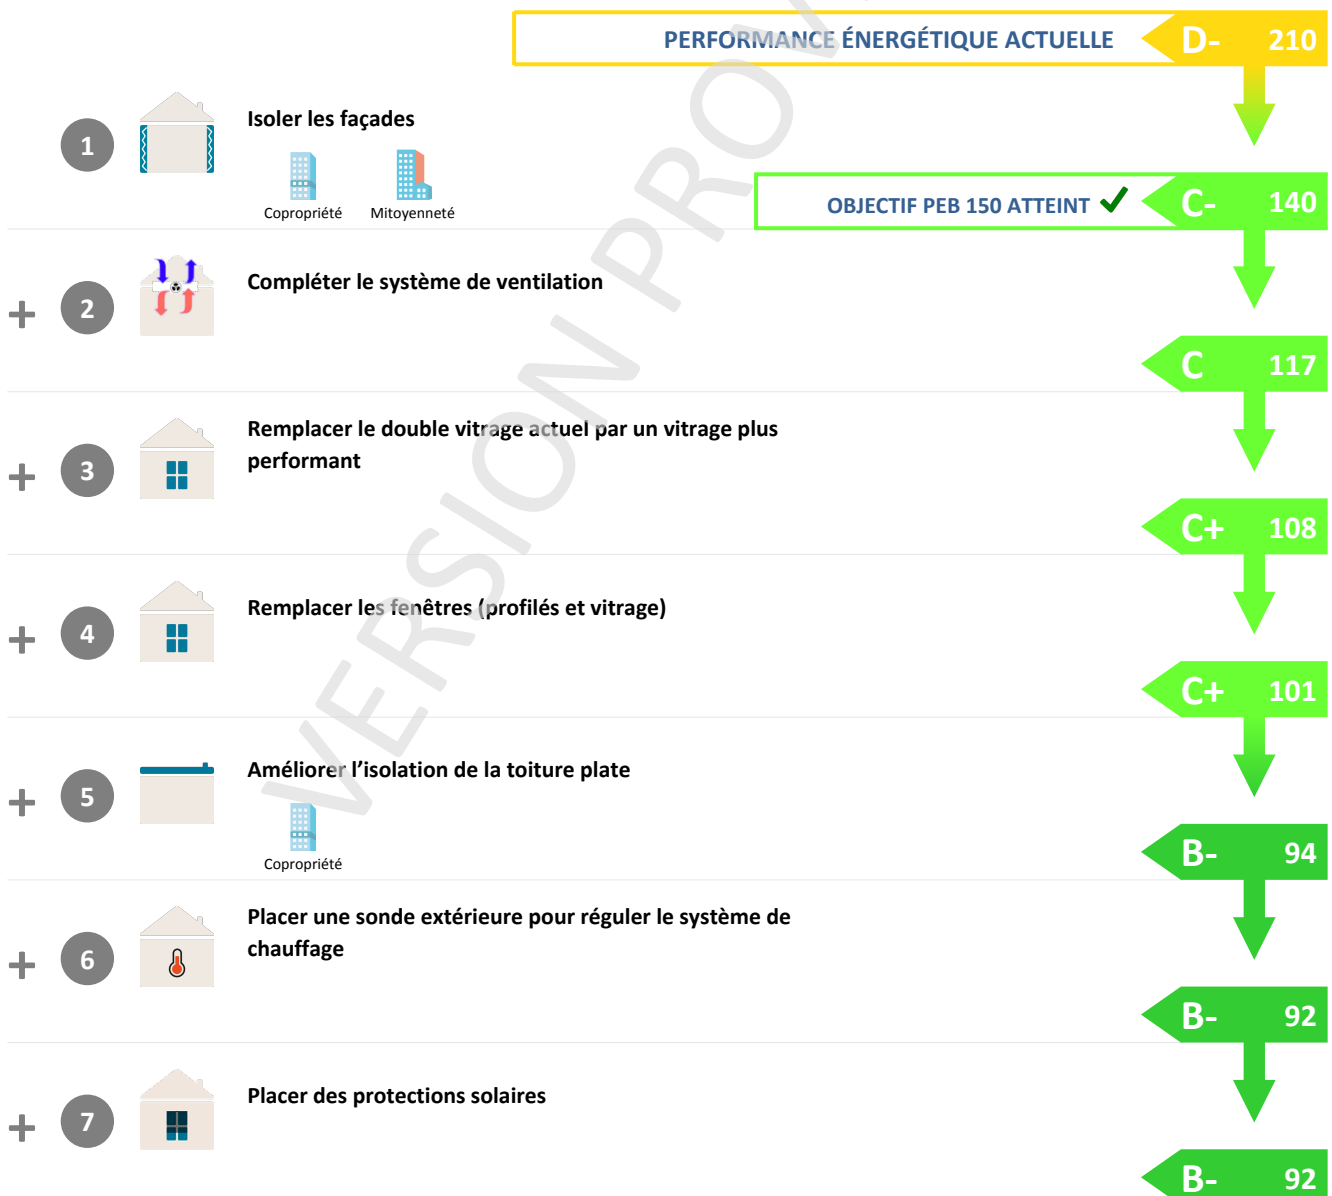 PERFORMANCE ÉNERGÉTIQUE ACTUELLE D- 210
1 Isoler les façades
Copropriété Mitoyenneté
OBJECTIF PEB 150 ATTEINT C- 140
+ 2 Compléter le système de ventilation
C 117
+ 3 Remplacer le double vitrage actuel par un vitrage plus
performant
C+ 108
+ 4 Remplacer les fenêtres (profilés et vitrage)
C+ 101
+ 5 Améliorer l'isolation de la toiture plate
Copropriété
B- 94
+ 6 Placer une sonde extérieure pour réguler le système de
chauffage
B- 92
+ 7 Placer des protections solaires
B- 92
VERSION PROV